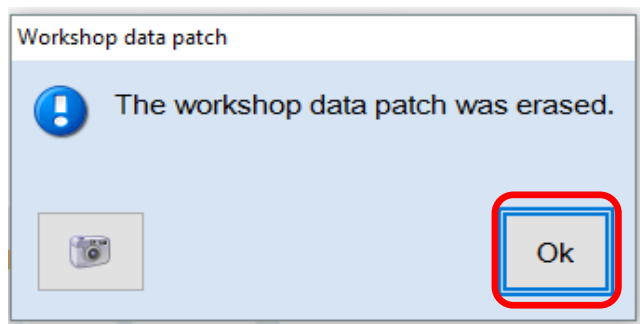 Workshop data patch
The workshop data patch was erased.
Ok